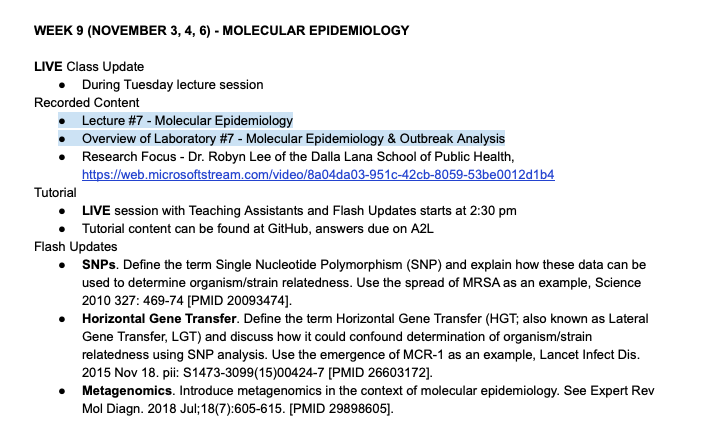 WEEK 9 (NOVEMBER 3, 4, 6) - MOLECULAR EPIDEMIOLOGY
LIVE Class Update
● During Tuesday lecture session
Recorded Content
● Lecture #7 - Molecular Epidemiology
● Overview of Laboratory #7 - Molecular Epidemiology & Outbreak Analysis
● Research Focus - Dr. Robyn Lee of the Dalla Lana School of Public Health,
https://web.microsoftstream.com/video/8a04da03-951c-42cb-8059-53be0012d1b4
Tutorial
● LIVE session with Teaching Assistants and Flash Updates starts at 2:30 pm
● Tutorial content can be found at GitHub, answers due on A2L
Flash Updates
● SNPs. Define the term Single Nucleotide Polymorphism (SNP) and explain how these data can be
used to determine organism/strain relatedness. Use the spread of MRSA as an example, Science
2010 327: 469-74 [PMID 20093474].
● Horizontal Gene Transfer. Define the term Horizontal Gene Transfer (HGT; also known as Lateral
Gene Transfer, LGT) and discuss how it could confound determination of organism/strain
relatedness using SNP analysis. Use the emergence of MCR-1 as an example, Lancet Infect Dis.
2015 Nov 18. pii: S1473-3099(15)00424-7 [PMID 26603172].
● Metagenomics. Introduce metagenomics in the context of molecular epidemiology. See Expert Rev
Mol Diagn. 2018 Jul;18(7):605-615. [PMID 29898605].